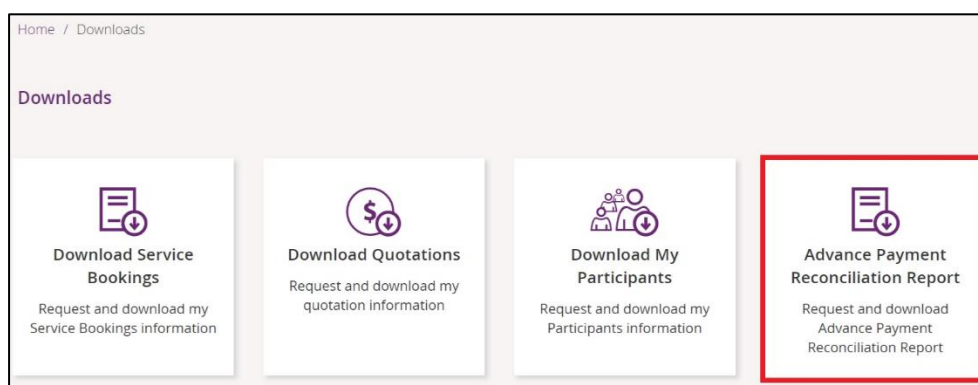 Home / Downloads
Downloads
Download Service
Bookings
Request and download my
Service Bookings information
$
Download Quotations
Request and download my
quotation information
Download My
Participants
Request and download my
Participants information
Advance Payment
Reconciliation Report
Request and download
Advance Payment
Reconciliation Report